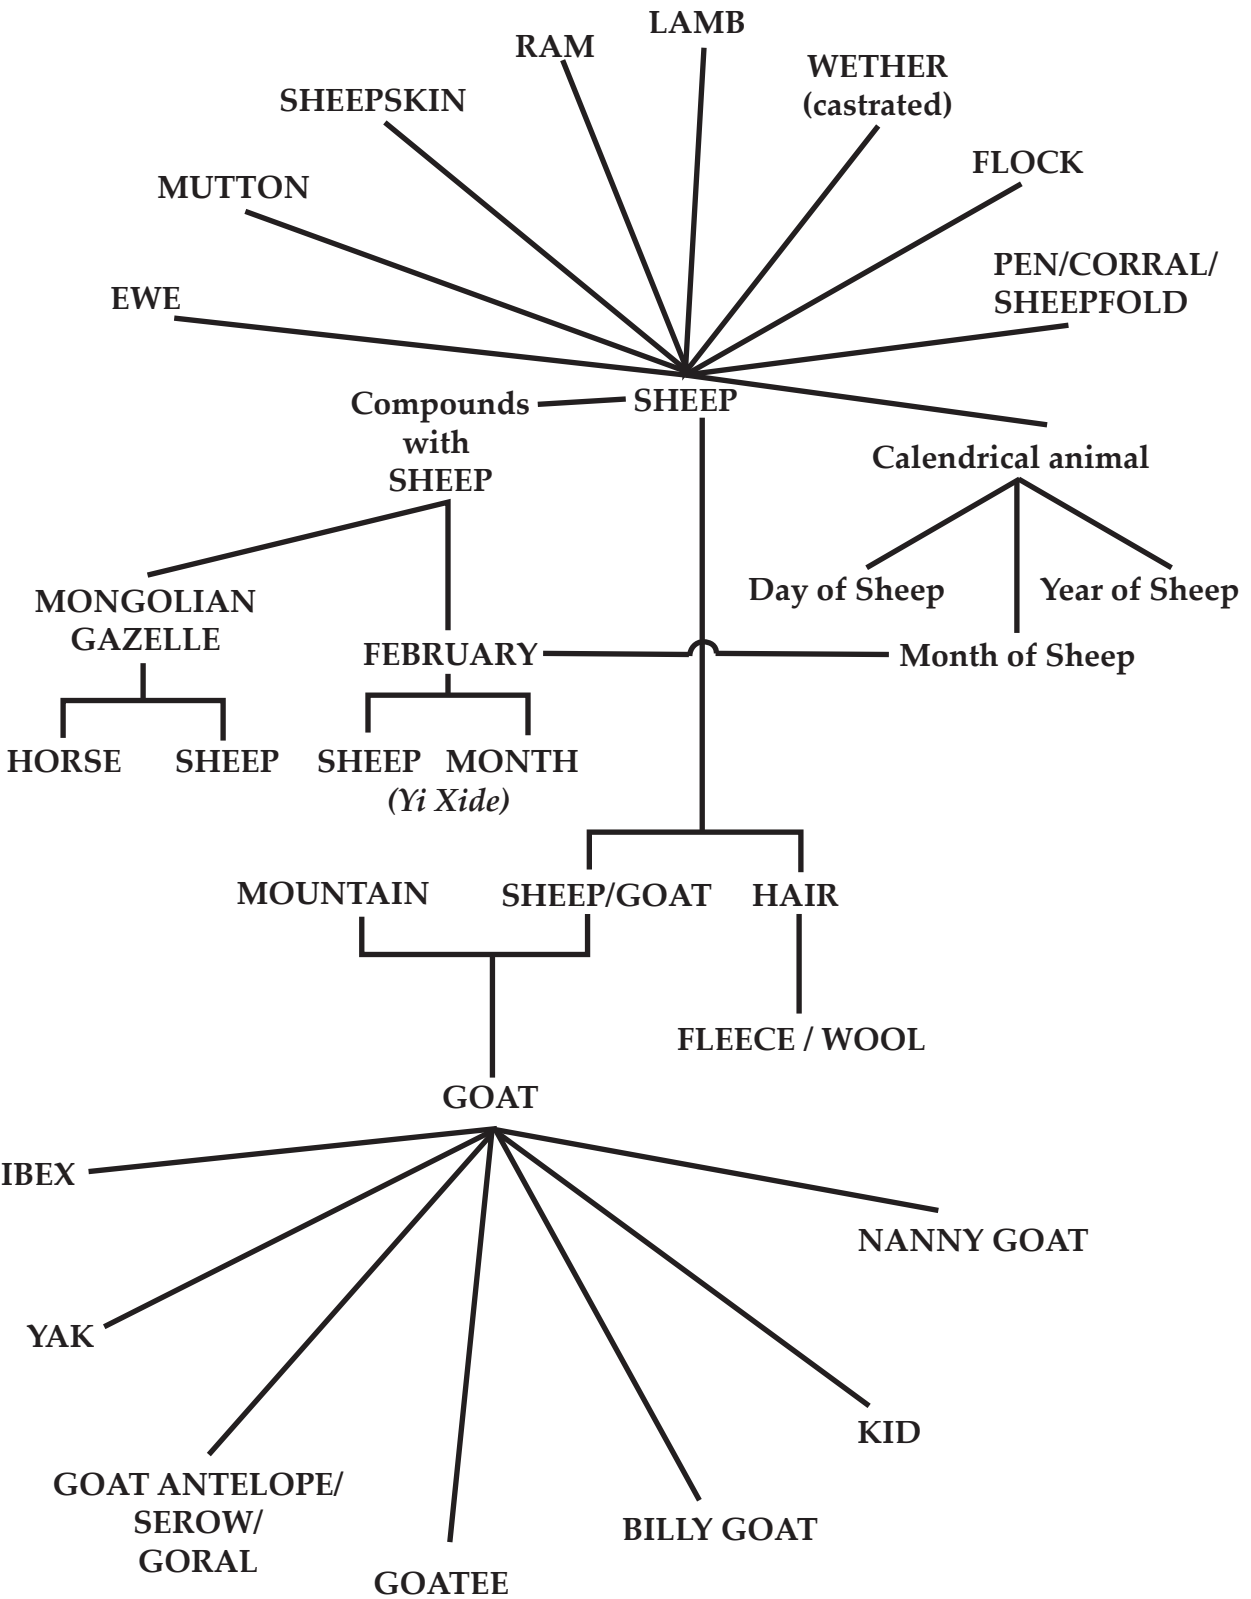 LAMB
RAM
WETHER
(castrated)
SHEEPSKIN
FLOCK
MUTTON
PEN/CORRAL/
SHEEPFOLD
EWE
Compounds
with
SHEEP
SHEEP
Calendrical animal
Day of Sheep
Year of Sheep
MONGOLIAN
GAZELLE
FEBRUARY
Month of Sheep
HORSE
SHEEP
SHEEP
MONTH
(Yi Xide)
MOUNTAIN
SHEEP/GOAT
HAIR
FLEECE / WOOL
GOAT
IBEX
NANNY GOAT
YAK
KID
GOAT ANTELOPE/
SEROW/
GORAL
BILLY GOAT
GOATEE